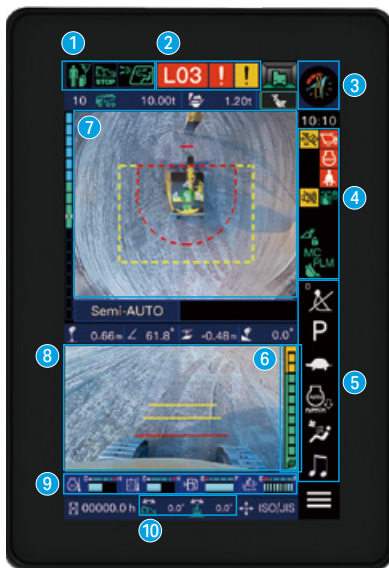 1 2
STOP L03 ! !
3
10 10.00t 1.20t
10:10
7
4
MC
PLM
Semi-AUTO
0.66m 61.8° -0.48m 0.0°
P
8 6
5
AUTO
9
00000.0 h 0.0° 0.0° ISO/JIS
10